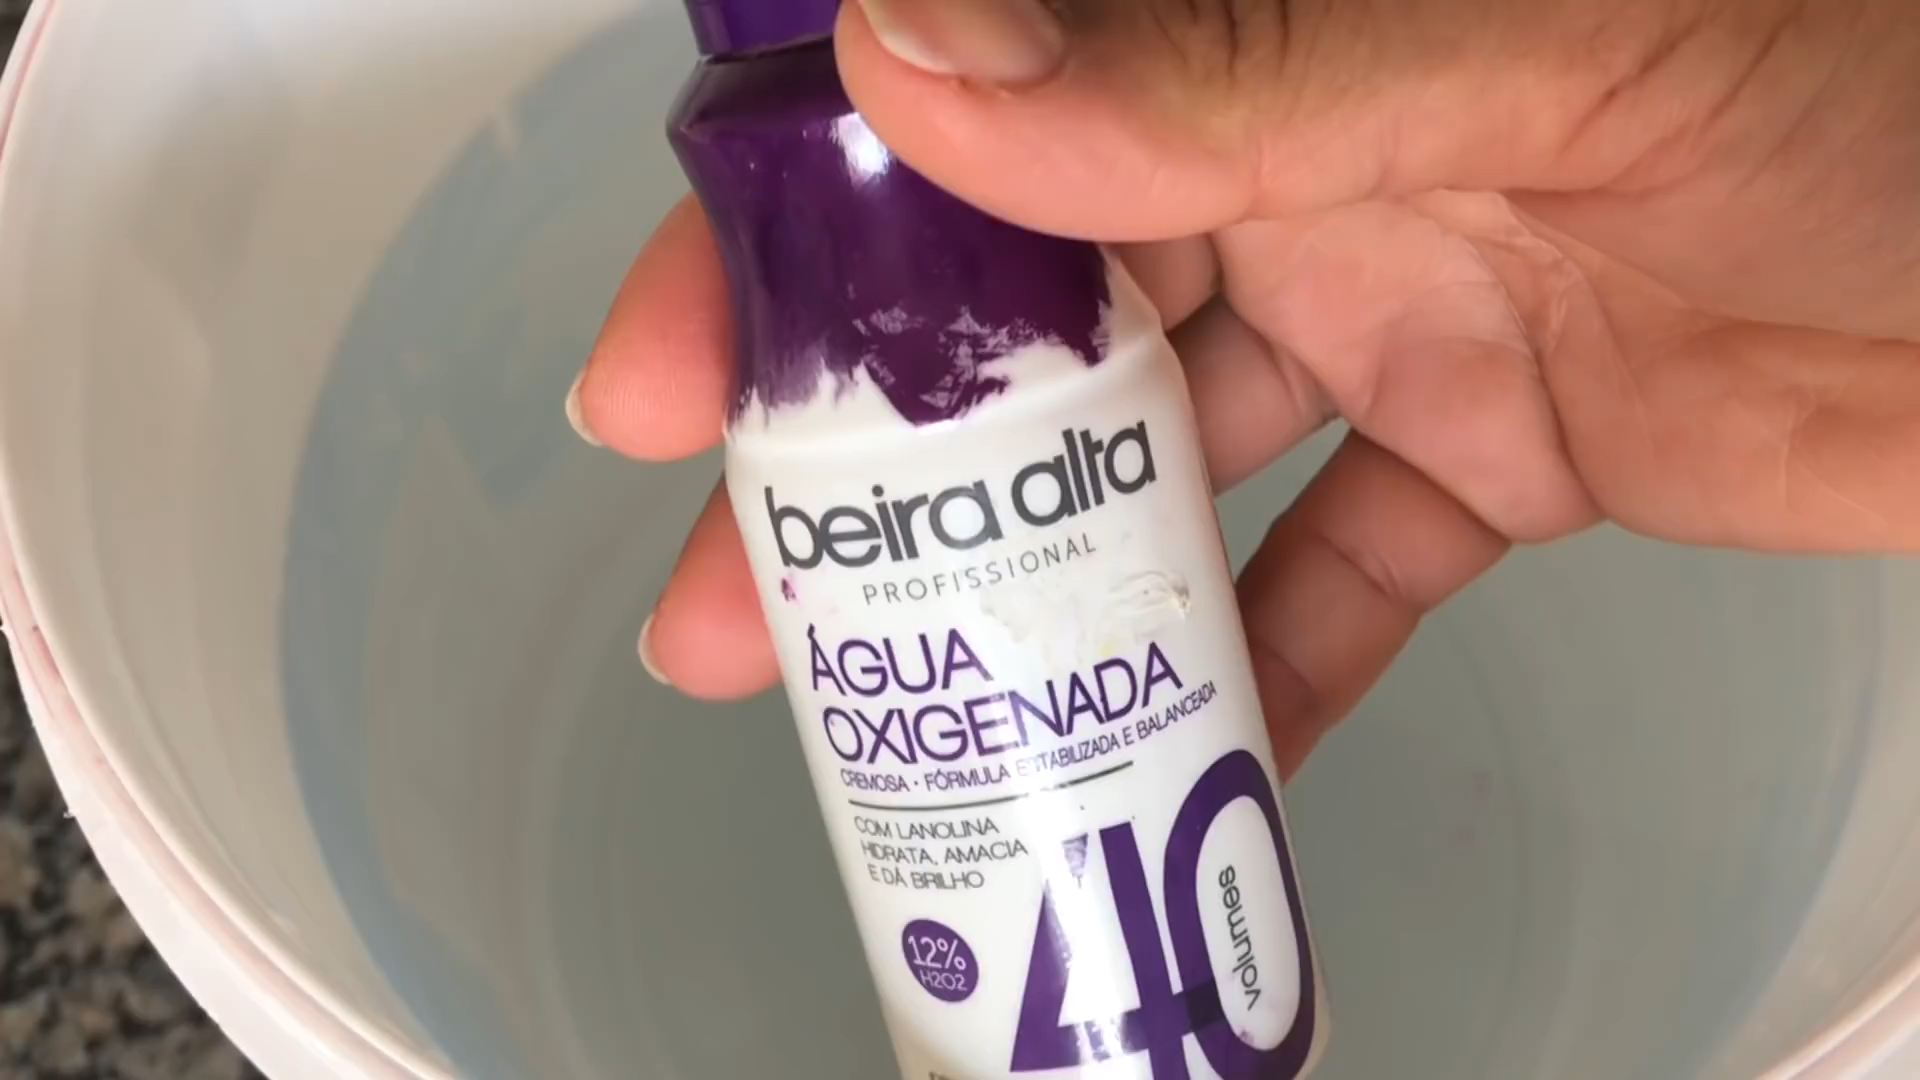 beira alta
PROFISSIONAL
ÁGUA
OXIGENADA
CREMOSA · FÓRMULA ESTABILIZADA E BALANCEADA
COM LANOLINA
HIDRATA, AMACIA
E DÁ BRILHO
12%
H2O2
40
volumes